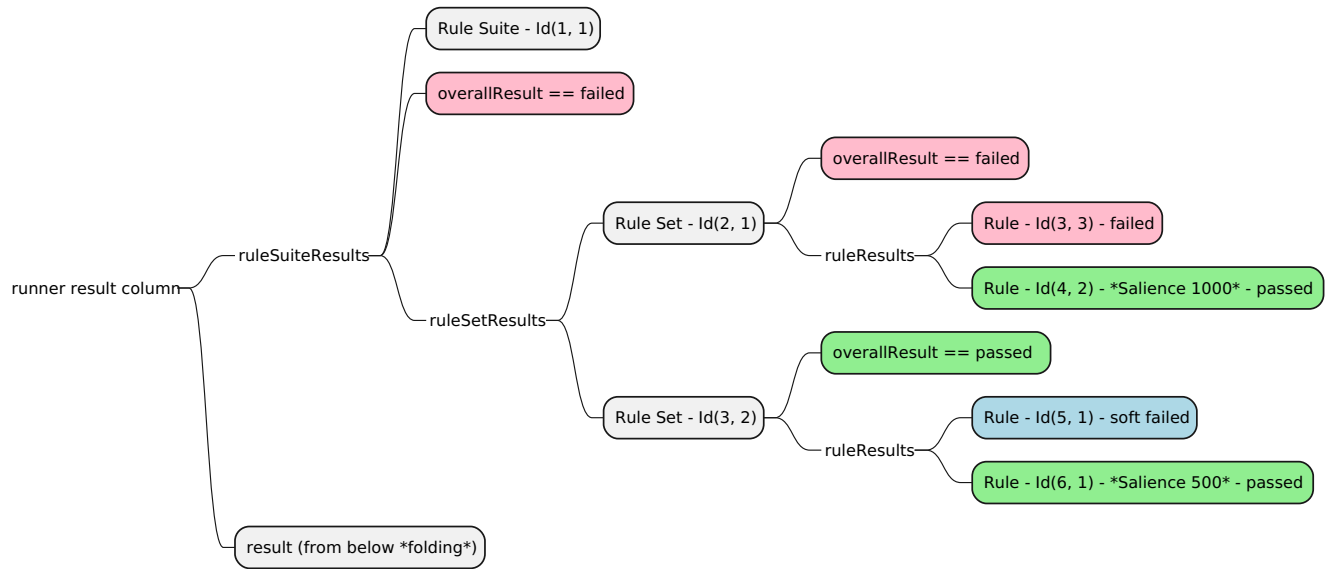 Rule Suite - Id(1, 1)
overallResult == failed
overallResult == failed
Rule Set - Id(2, 1)
Rule - Id(3, 3) - failed
ruleSuiteResults
ruleResults
runner result column
Rule - Id(4, 2) - *Salience 1000* - passed
ruleSetResults
overallResult == passed
Rule Set - Id(3, 2)
Rule - Id(5, 1) - soft failed
ruleResults
Rule - Id(6, 1) - *Salience 500* - passed
result (from below *folding*)